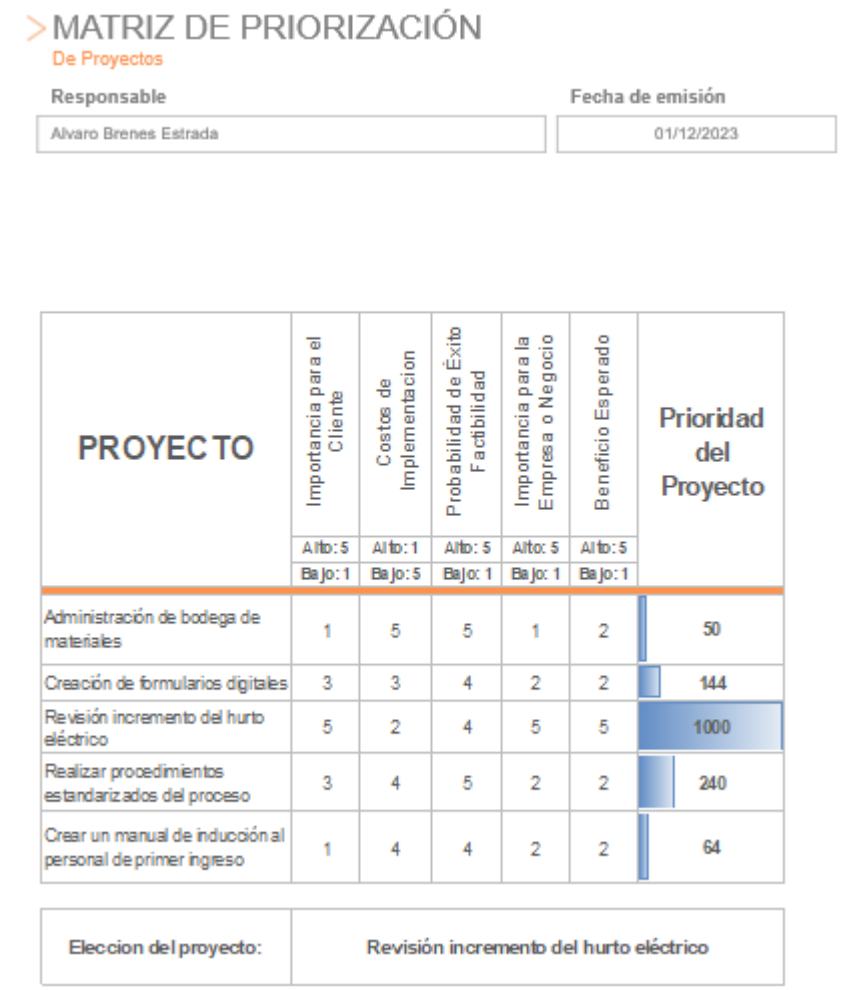 >MATRIZ DE PRIORIZACIÓN
De Proyectos
Responsable Fecha de emisión
Alvaro Brenes Estrada 01/12/2023
PROYECTO
Importancia para el
Cliente
Costos de
Implementacion
Probabilidad de Éxito
Factibilidad
Importancia para la
Empresa o Negocio
Beneficio Esperado
Prioridad
del
Proyecto
Alto: 5 Alto: 1 Alto: 5 Alto: 5 Alto: 5
Bajo: 1 Bajo: 5 Bajo: 1 Bajo: 1 Bajo: 1
Administración de bodega de
materiales 1 5 5 1 2 50
Creación de formularios digitales 3 3 4 2 2 144
Revisión incremento del hurto
eléctrico 5 2 4 5 5 1000
Realizar procedimientos
estandarizados del proceso 3 4 5 2 2 240
Crear un manual de inducción al
personal de primer ingreso 1 4 4 2 2 64
Eleccion del proyecto: Revisión incremento del hurto eléctrico